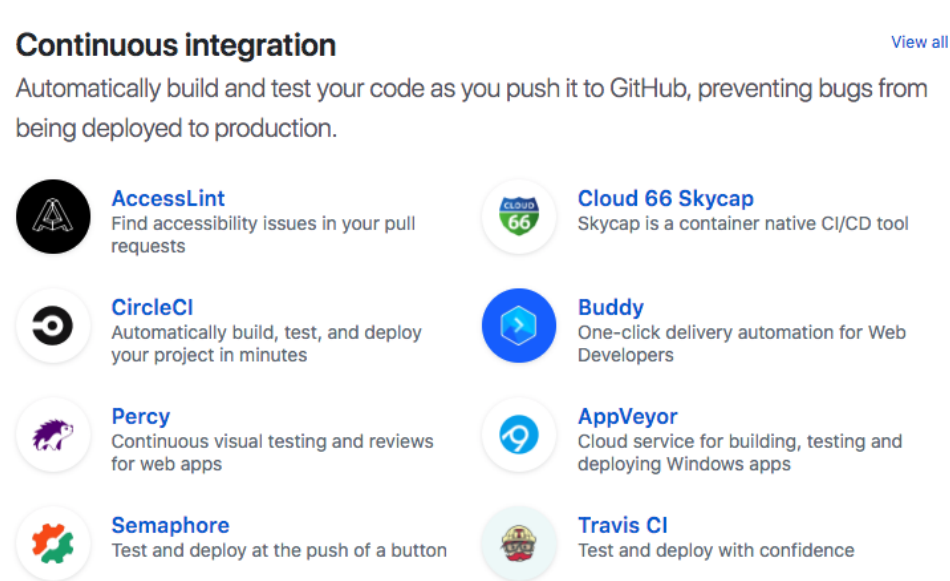 Continuous integration
View all
Automatically build and test your code as you push it to GitHub, preventing bugs from
being deployed to production.
AccessLint
Find accessibility issues in your pull
requests
CLOUD
66
Cloud 66 Skycap
Skycap is a container native CI/CD tool
CircleCI
Automatically build, test, and deploy
your project in minutes
Buddy
One-click delivery automation for Web
Developers
Percy
Continuous visual testing and reviews
for web apps
AppVeyor
Cloud service for building, testing and
deploying Windows apps
Semaphore
Test and deploy at the push of a button
Travis CI
Test and deploy with confidence